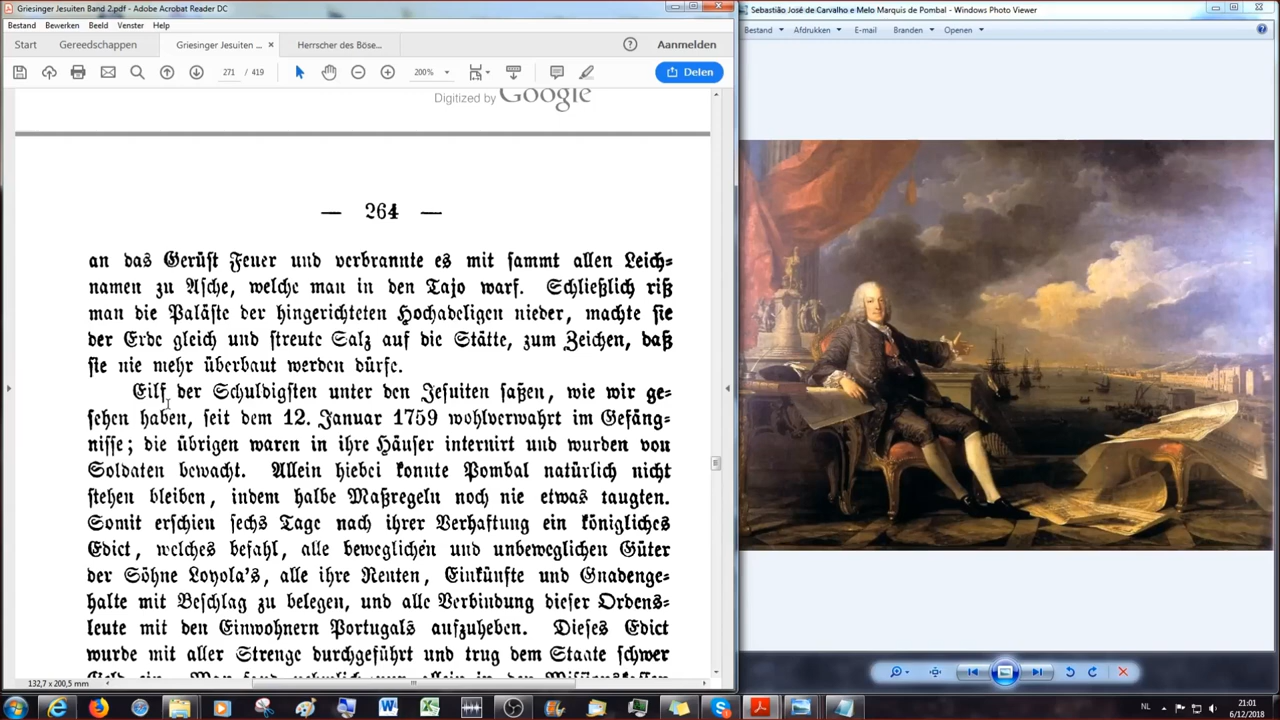 Griesinger Jesuiten Band 2.pdf - Adobe Acrobat Reader DC
Bestand Bewerken Beeld Venster Help
Start Gereedschappen Griesinger Jesuiten ... × Herrscher des Böse... Aanmelden
271 / 419 200% Delen
Digitized by Google
— 264 —
an das Gerüst Feuer und verbrannte es mit sammt allen Leich-
namen zu Asche, welche man in den Tajo warf. Schließlich riß
man die Paläste der hingerichteten Hochadeligen nieder, machte sie
der Erde gleich und streute Salz auf die Stätte, zum Zeichen, daß
sie nie mehr überbaut werden dürfe.
Eilf der Schuldigsten unter den Jesuiten saßen, wie wir ge-
sehen haben, seit dem 12. Januar 1759 wohlverwahrt im Gefäng-
nisse; die übrigen waren in ihre Häuser internirt und wurden von
Soldaten bewacht. Allein hiebei konnte Pombal natürlich nicht
stehen bleiben, indem halbe Maßregeln noch nie etwas taugten.
Somit erschien sechs Tage nach ihrer Verhaftung ein königliches
Edict, welches befahl, alle beweglichen und unbeweglichen Güter
der Söhne Loyola's, alle ihre Renten, Einkünfte und Gnadenge-
halte mit Beschlag zu belegen, und alle Verbindung dieser Ordens-
leute mit den Einwohnern Portugals aufzuheben. Dieses Edict
wurde mit aller Strenge durchgeführt und trug dem Staate schwer
132,7 x 200,5 mm
Sebastião José de Carvalho e Melo Marquis de Pombal - Windows Photo Viewer
Bestand Afdrukken E-mail Branden Openen
NL 21:01
6/12/2018